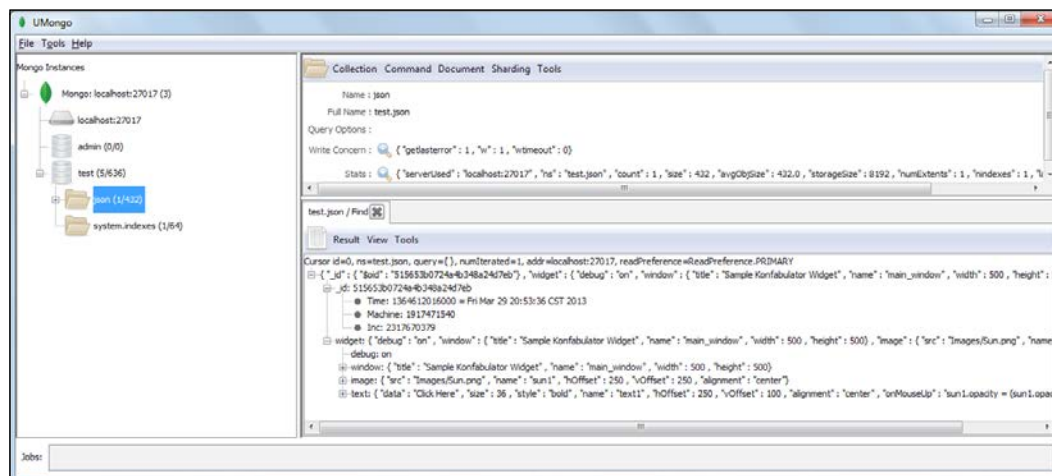 UMongo
File Tools Help
Mongo Instances
Mongo: localhost:27017 (3)
localhost:27017
admin (0/0)
test (5/636)
json (1/432)
system.indexes (1/64)
Collection Command Document Sharding Tools
Name : json
Full Name : test.json
Query Options :
Write Concern : { "getlasterror" : 1 , "w" : 1 , "wtimeout" : 0}
Stats : { "serverUsed" : "localhost:27017" , "ns" : "test.json" , "count" : 1 , "size" : 432 , "avgObjSize" : 432.0 , "storageSize" : 8192 , "numExtents" : 1 , "nindexes" : 1 ,
test.json / Find
Result View Tools
Cursor id=0, ns=test.json, query={ }, numIterated=1, addr=localhost:27017, readPreference=ReadPreference.PRIMARY
{ "_id" : { "$oid" : "515653b0724a4b348a24d7eb"} , "widget" : { "debug" : "on" , "window" : { "title" : "Sample Konfabulator Widget" , "name" : "main_window" , "width" : 500 , "height" :
_id: 515653b0724a4b348a24d7eb
Time: 1364612016000 = Fri Mar 29 20:53:36 CST 2013
Machine: 1917471540
Inc: 2317670379
widget: { "debug" : "on" , "window" : { "title" : "Sample Konfabulator Widget" , "name" : "main_window" , "width" : 500 , "height" : 500} , "image" : { "src" : "Images/Sun.png" , "name
debug: on
window: { "title" : "Sample Konfabulator Widget" , "name" : "main_window" , "width" : 500 , "height" : 500}
image: { "src" : "Images/Sun.png" , "name" : "sun1" , "hOffset" : 250 , "vOffset" : 250 , "alignment" : "center"}
text: { "data" : "Click Here" , "size" : 36 , "style" : "bold" , "name" : "text1" , "hOffset" : 250 , "vOffset" : 100 , "alignment" : "center" , "onMouseUp" : "sun1.opacity = (sun1.opac
Jobs: